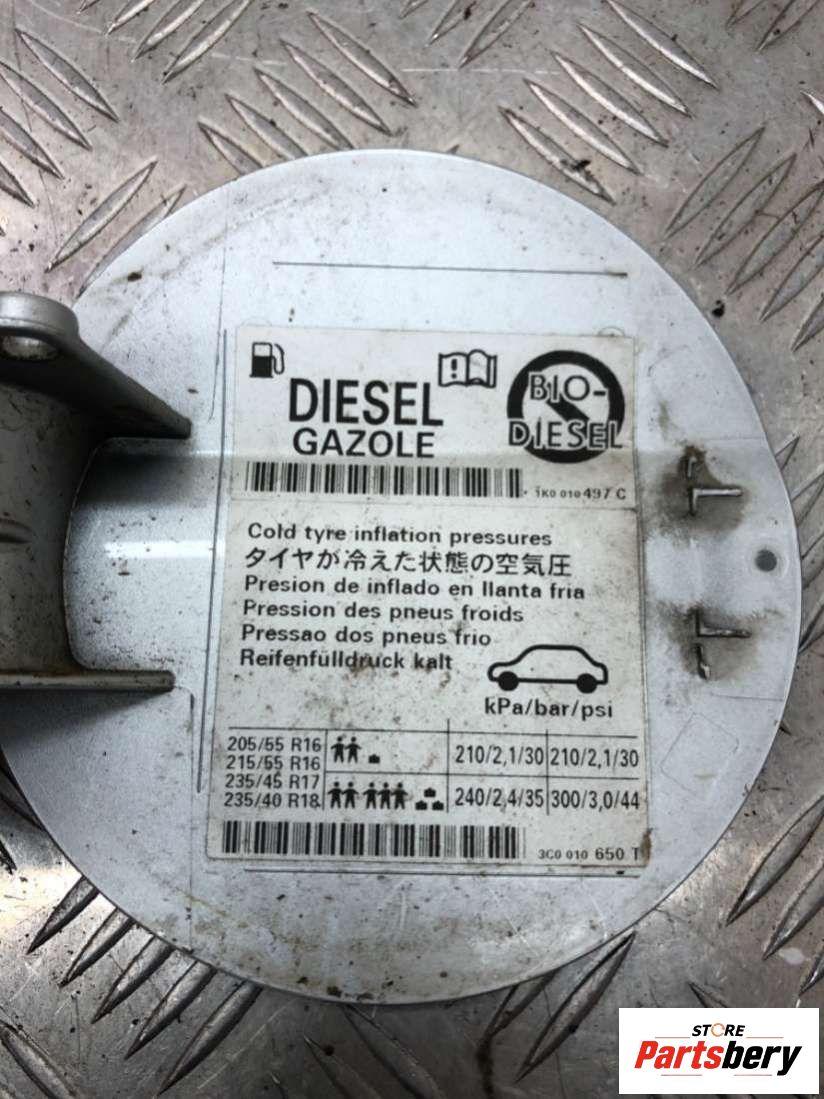 DIESEL
GAZOLE
BIO-
DIESEL
1K0 010 497 C
Cold tyre inflation pressures
タイヤが冷えた状態の空気圧
Presion de inflado en llanta fria
Pression des pneus froids
Pressao dos pneus frio
Reifenfülldruck kalt
kPa/bar/psi
205/55 R16
215/55 R16
210/2,1/30 210/2,1/30
235/45 R17
235/40 R18
240/2,4/35 300/3,0/44
3C0 010 650 T
STORE
Partsbery